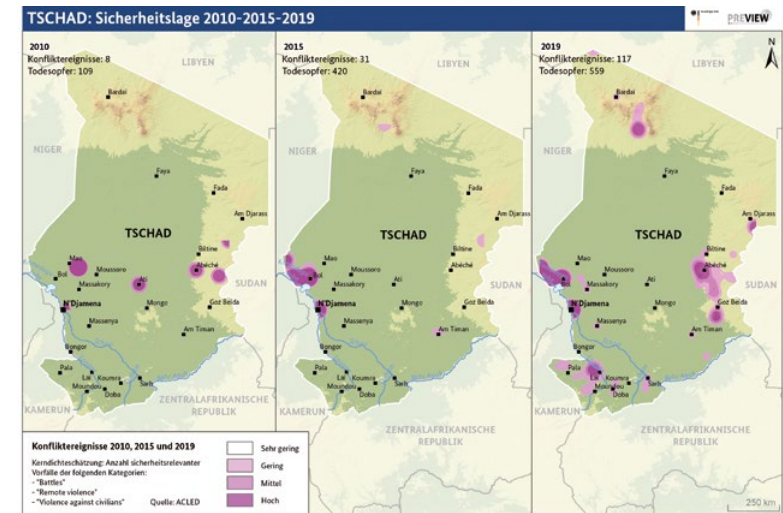 TSCHAD: Sicherheitslage 2010-2015-2019
PREVIEW
2010
Konfliktereignisse: 8
Todesopfer: 109
LIBYEN
Bardai
NIGER
Faya
Fada
Am Djarass
TSCHAD
Biltine
Mao
Abéché
Moussoro
Bol
Ati
SUDAN
Massakory
N'Djamena
Mongo
Goz Beida
Massenya
Am Timan
Bongor
Pala
Laï
Koumra
Sarh
Moundou
Doba
KAMERUN
ZENTRALAFRIKANISCHE
REPUBLIK
2015
Konfliktereignisse: 31
Todesopfer: 420
LIBYEN
Bardai
NIGER
Faya
Fada
Am Djarass
TSCHAD
Biltine
Mao
Abéché
Moussoro
Bol
Ati
SUDAN
Massakory
N'Djamena
Mongo
Goz Beida
Massenya
Am Timan
Bongor
Pala
Laï
Koumra
Sarh
Moundou
Doba
KAMERUN
ZENTRALAFRIKANISCHE
REPUBLIK
2019
Konfliktereignisse: 117
Todesopfer: 559
N
LIBYEN
Bardai
NIGER
Faya
Fada
Am Djarass
TSCHAD
Biltine
Mao
Abéché
Moussoro
Bol
Ati
SUDAN
Massakory
N'Djamena
Mongo
Goz Beida
Massenya
Am Timan
Bongor
Pala
Laï
Koumra
Sarh
Moundou
Doba
KAMERUN
ZENTRALAFRIKANISCHE
REPUBLIK
250 km
Konfliktereignisse 2010, 2015 und 2019
Kerndichteschätzung: Anzahl sicherheitsrelevanter
Vorfälle der folgenden Kategorien:
- "Battles"
- "Remote violence"
- "Violence against civilians" Quelle: ACLED
Sehr gering
Gering
Mittel
Hoch